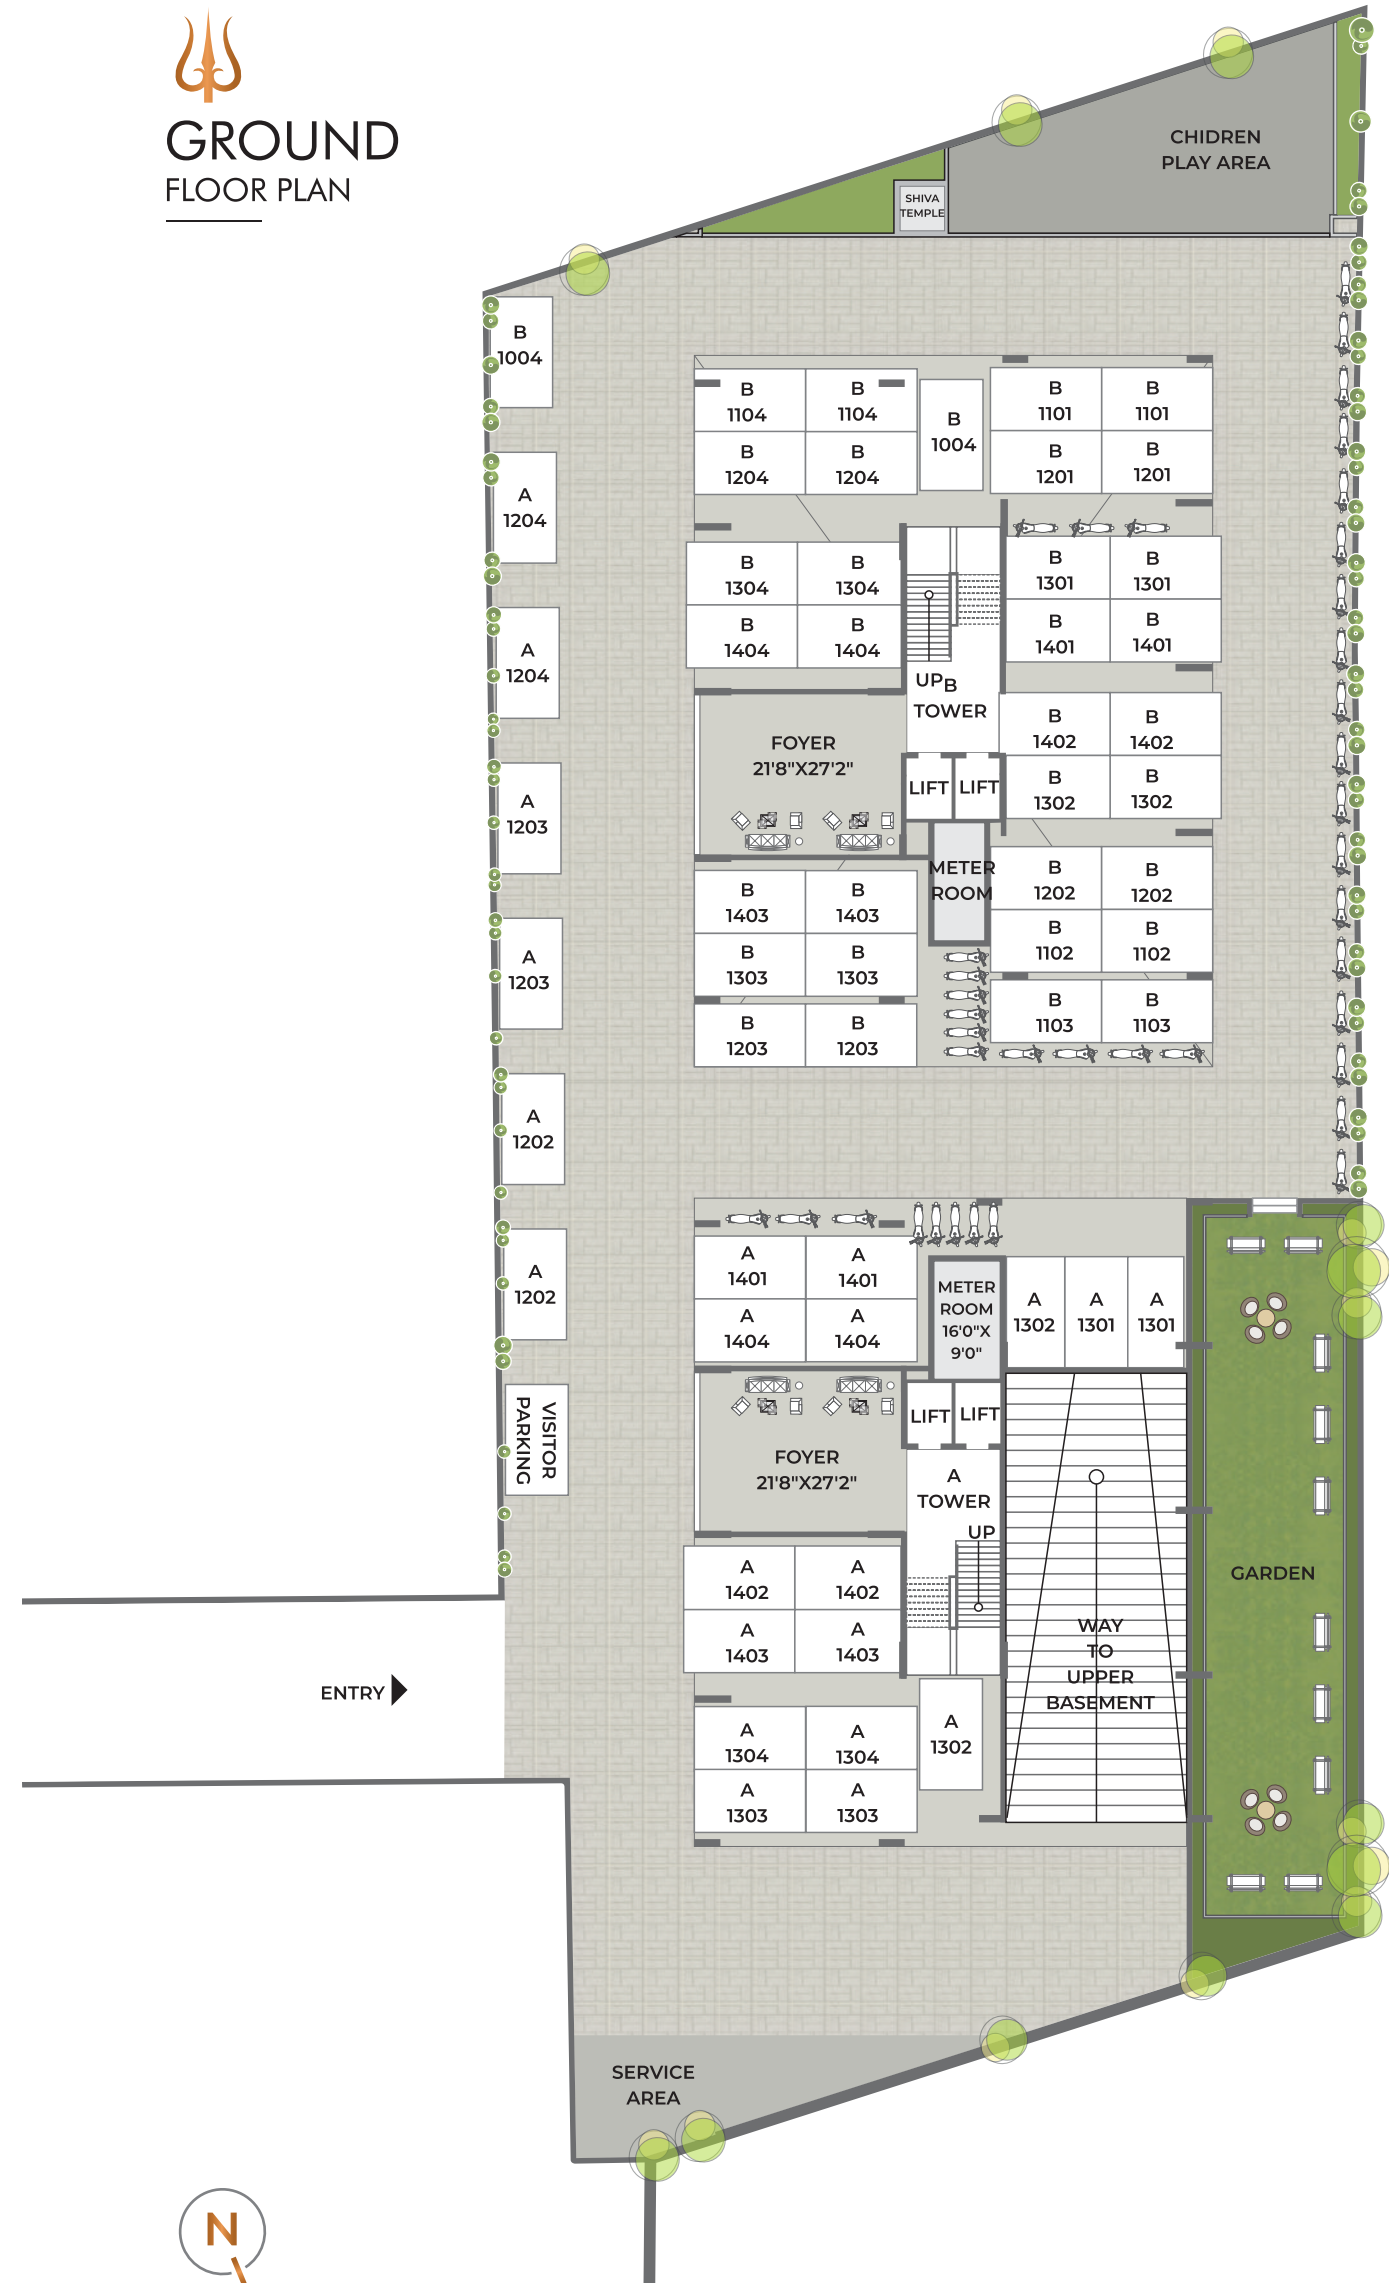 GROUND
FLOOR PLAN
CHIDREN
PLAY AREA
SHIVA
TEMPLE
B
1004
A
1204
A
1204
A
1203
A
1203
A
1202
A
1202
VISITOR
PARKING
B
1104
B
1104
B
1004
B
1101
B
1101
B
1204
B
1204
B
1201
B
1201
B
1304
B
1304
B
1301
B
1301
B
1404
B
1404
B
1401
B
1401
UP
B
TOWER
FOYER
21'8"X27'2"
LIFT
LIFT
B
1402
B
1402
B
1302
B
1302
METER
ROOM
B
1202
B
1202
B
1403
B
1403
B
1102
B
1102
B
1303
B
1303
B
1103
B
1103
B
1203
B
1203
A
1401
A
1401
METER
ROOM
16'0"X
9'0"
A
1302
A
1301
A
1301
A
1404
A
1404
LIFT
LIFT
FOYER
21'8"X27'2"
A
TOWER
UP
A
1402
A
1402
A
1403
A
1403
WAY
TO
UPPER
BASEMENT
GARDEN
ENTRY
A
1302
A
1304
A
1304
A
1303
A
1303
SERVICE
AREA
N